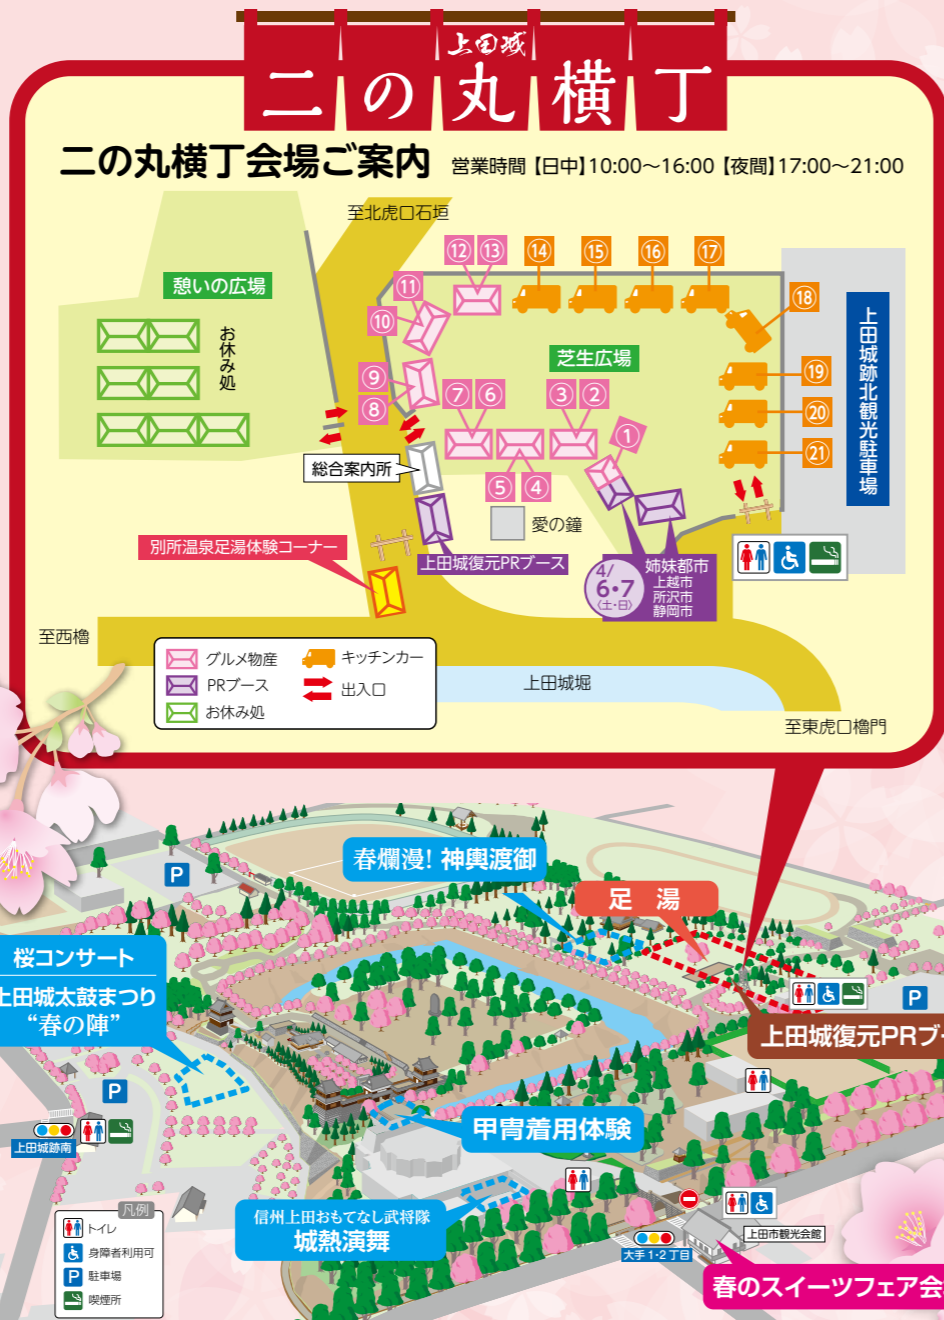 上田城
二の丸横丁
二の丸横丁会場ご案内 営業時間【日中】10:00～16:00【夜間】17:00～21:00
至北虎口石垣
憩いの広場
お休み処
⑫ ⑬ ⑭ ⑮ ⑯ ⑰
⑪
⑱
⑩
芝生広場
上田城跡北観光駐車場
⑨
⑲
⑧
⑦ ⑥ ③ ②
⑳
①
㉑
総合案内所
⑤ ④
愛の鐘
別所温泉足湯体験コーナー
上田城復元PRブース
4/
6・7
〈土・日〉
姉妹都市
上越市
所沢市
静岡市
至西櫓
グルメ物産
キッチンカー
PRブース
出入口
お休み処
上田城堀
至東虎口櫓門
春爛漫! 神輿渡御
P
足 湯
桜コンサート
上田城太鼓まつり
“春の陣”
P
上田城復元PRブー
P
上田城跡南
甲冑着用体験
凡例
トイレ
身障者利用可
P 駐車場
喫煙所
信州上田おもてなし武将隊
城熱演舞
大手1・2丁目
上田市観光会館
春のスイーツフェア会